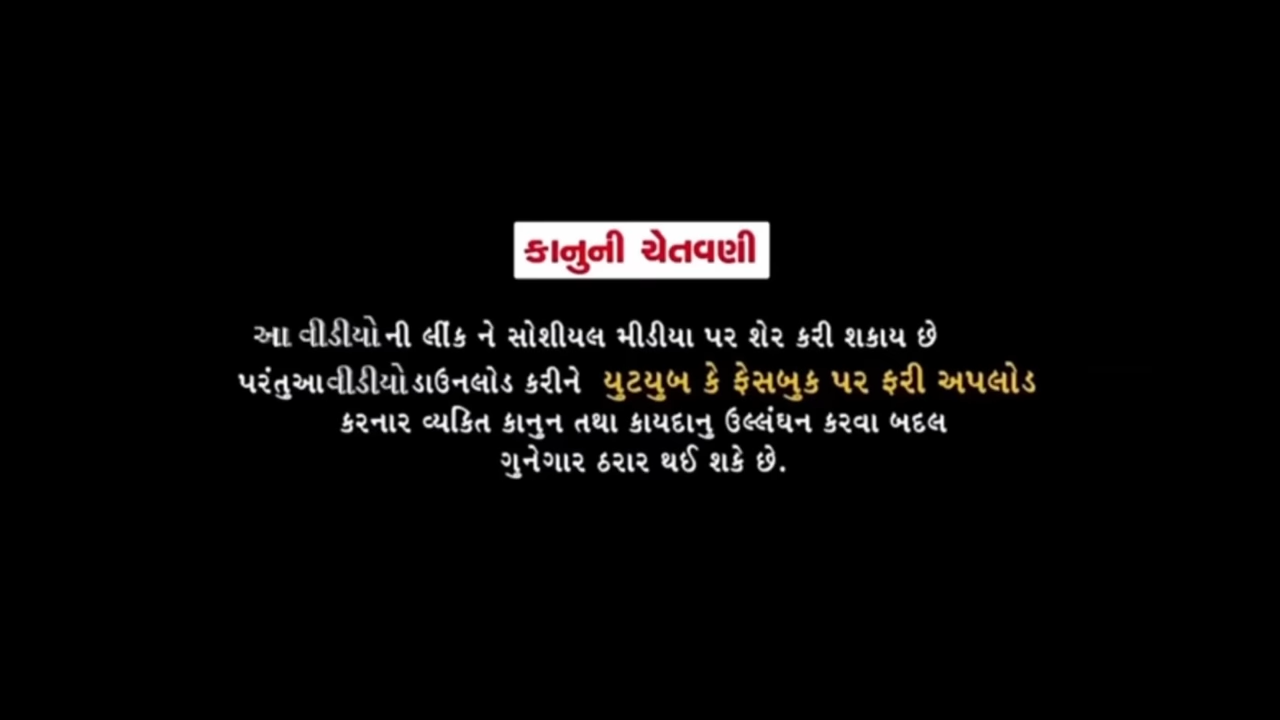 કાનુની ચેતવણી
આ વીડીયો ની લીંક ને સોશીયલ મીડીયા પર શેર કરી શકાય છે
પરંતુઆવીડીયો ડાઉનલોડ કરીને યુટયુબ કે ફેસબુક પર ફરી અપલોડ
કરનાર વ્યકિત કાનુન તથા કાયદાનુ ઉલ્લંઘન કરવા બદલ
ગુનેગાર ઠરાર થઈ શકે છે.